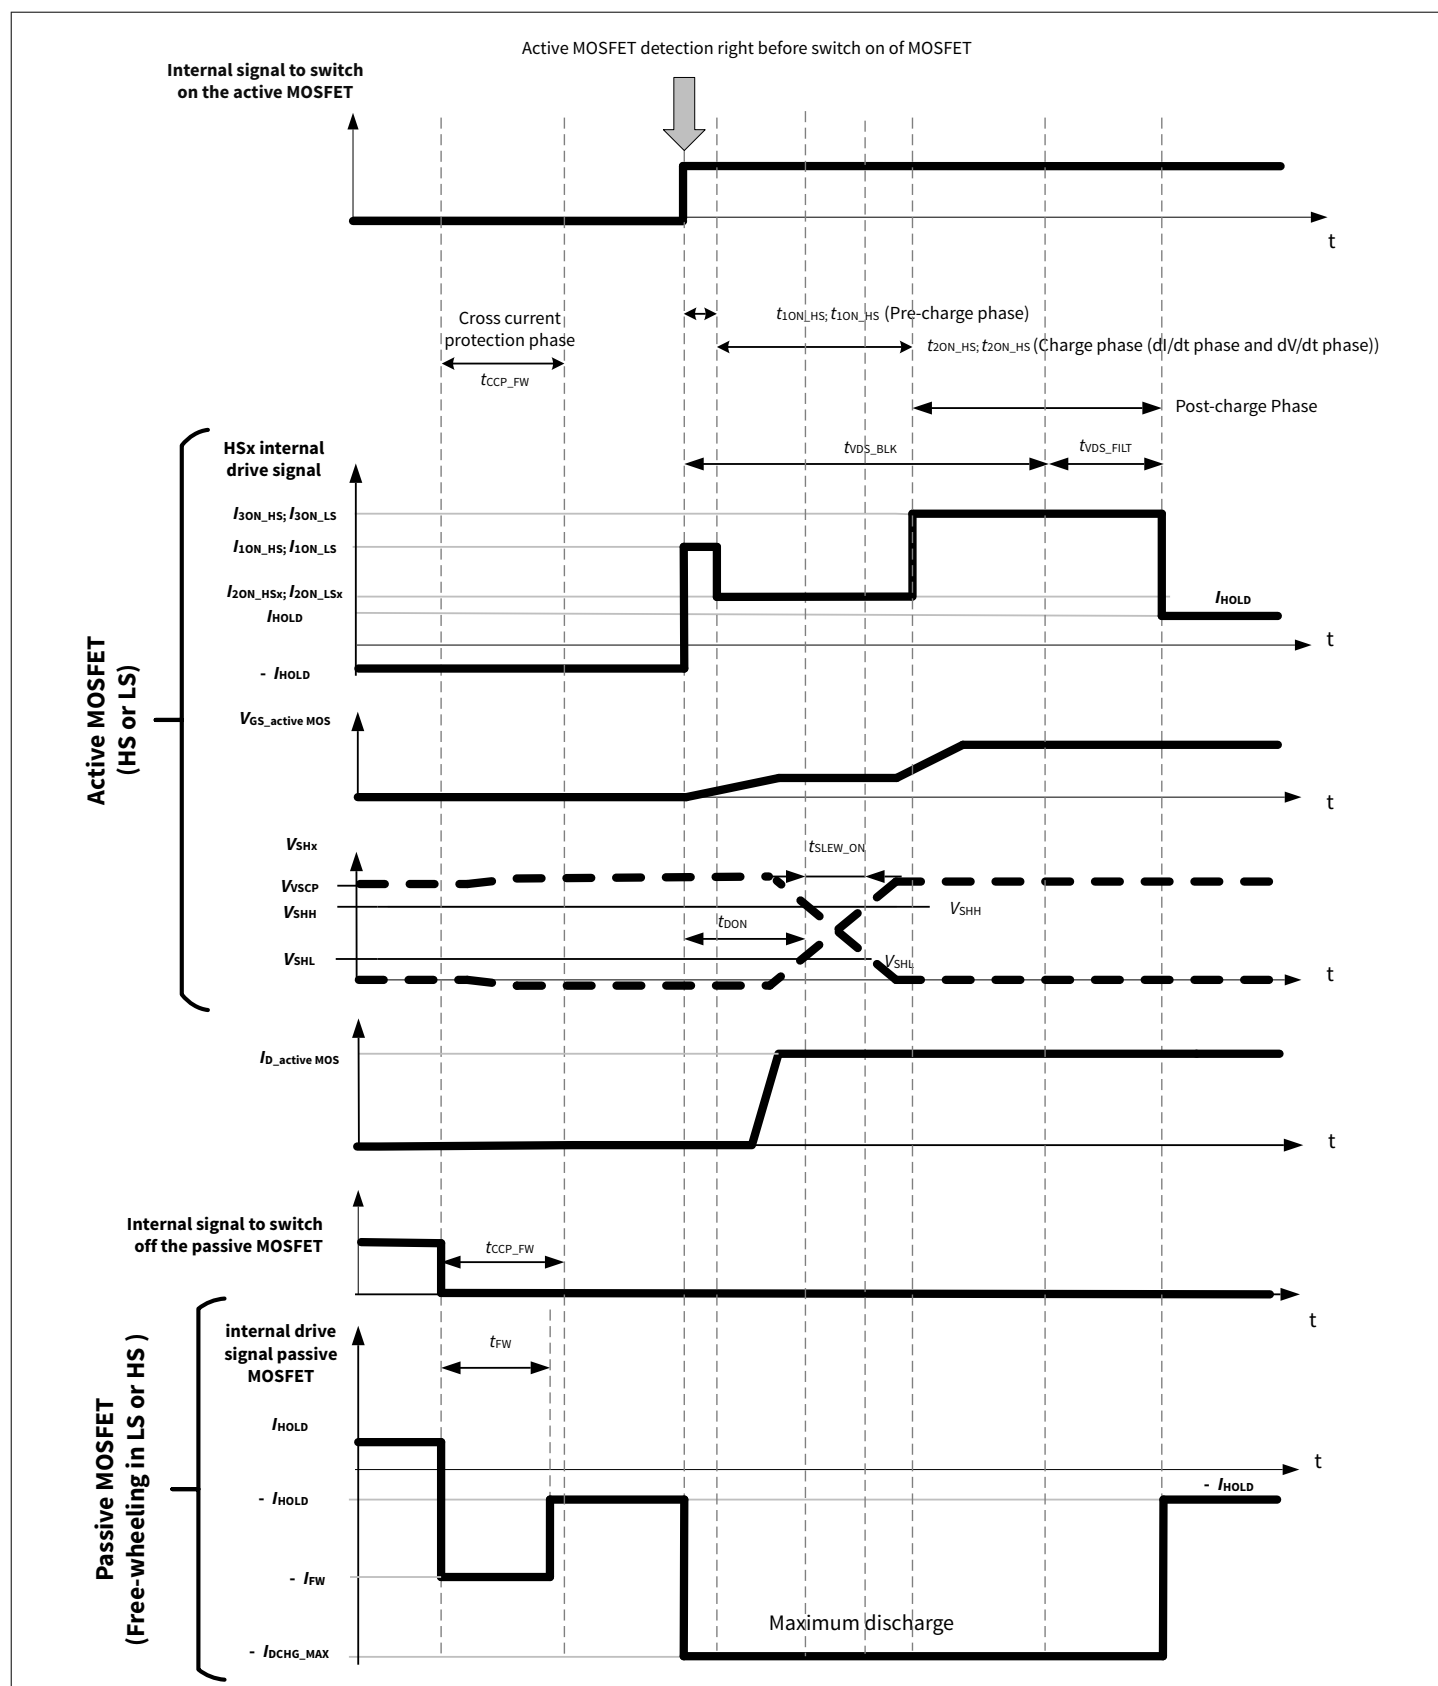 Active MOSFET detection right before switch on of MOSFET
Internal signal to switch
on the active MOSFET
t
Cross current
protection phase
tCCP_FW
t1ON_HS; t1ON_HS (Pre-charge phase)
t2ON_HS; t2ON_HS (Charge phase (dI/dt phase and dV/dt phase))
Post-charge Phase
tVDS_BLK
tVDS_FILT
Active MOSFET
(HS or LS)
HSx internal
drive signal
I3ON_HS; I3ON_LS
I1ON_HS; I1ON_LS
I2ON_HSx; I2ON_LSx
IHOLD
- IHOLD
IHOLD
t
VGS_active MOS
t
VSHx
VVSCP
VSHH
VSHL
tSLEW_ON
tDON
VSHH
VSHL
t
ID_active MOS
t
Internal signal to switch
off the passive MOSFET
tCCP_FW
t
Passive MOSFET
(Free-wheeling in LS or HS )
internal drive
signal passive
MOSFET
tFW
IHOLD
t
- IHOLD
- IHOLD
- IFW
Maximum discharge
- IDCHG_MAX